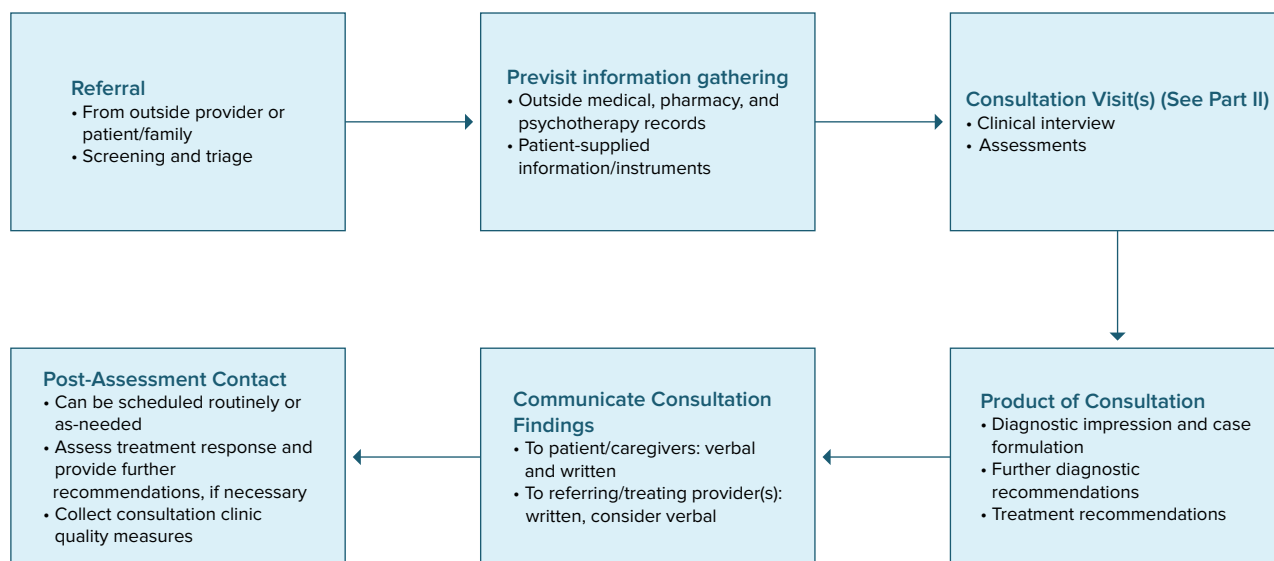 Referral
• From outside provider or
patient/family
• Screening and triage
Previsit information gathering
• Outside medical, pharmacy, and
psychotherapy records
• Patient-supplied
information/instruments
Consultation Visit(s) (See Part II)
• Clinical interview
• Assessments
Product of Consultation
• Diagnostic impression and case
formulation
• Further diagnostic
recommendations
• Treatment recommendations
Communicate Consultation
Findings
• To patient/caregivers: verbal
and written
• To referring/treating provider(s):
written, consider verbal
Post-Assessment Contact
• Can be scheduled routinely or
as-needed
• Assess treatment response and
provide further
recommendations, if necessary
• Collect consultation clinic
quality measures